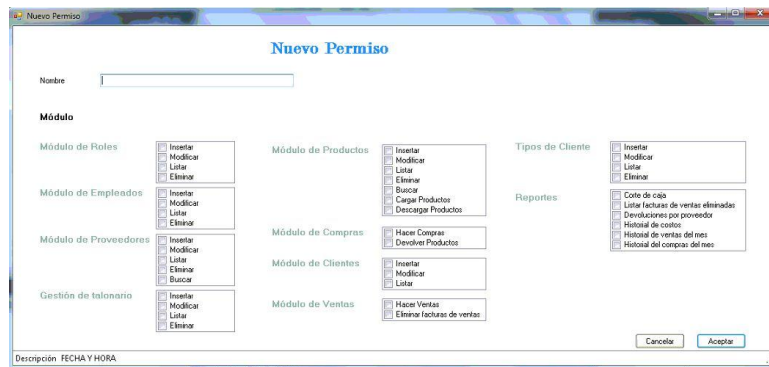 Nuevo Permiso
Nuevo Permiso
Nombre
Módulo
Módulo de Roles
Insertar
Modificar
Listar
Eliminar
Módulo de Empleados
Insertar
Modificar
Listar
Eliminar
Módulo de Proveedores
Insertar
Modificar
Listar
Eliminar
Buscar
Gestión de talonario
Insertar
Modificar
Listar
Eliminar
Módulo de Productos
Insertar
Modificar
Listar
Eliminar
Buscar
Cargar Productos
Descargar Productos
Módulo de Compras
Hacer Compras
Devolver Productos
Módulo de Clientes
Insertar
Modificar
Listar
Módulo de Ventas
Hacer Ventas
Eliminar facturas de ventas
Tipos de Cliente
Insertar
Modificar
Listar
Eliminar
Reportes
Corte de caja
Listar facturas de ventas eliminadas
Devoluciones por proveedor
Historial de costos
Historial de ventas del mes
Historial del compras del mes
Cancelar
Aceptar
Descripción FECHA Y HORA